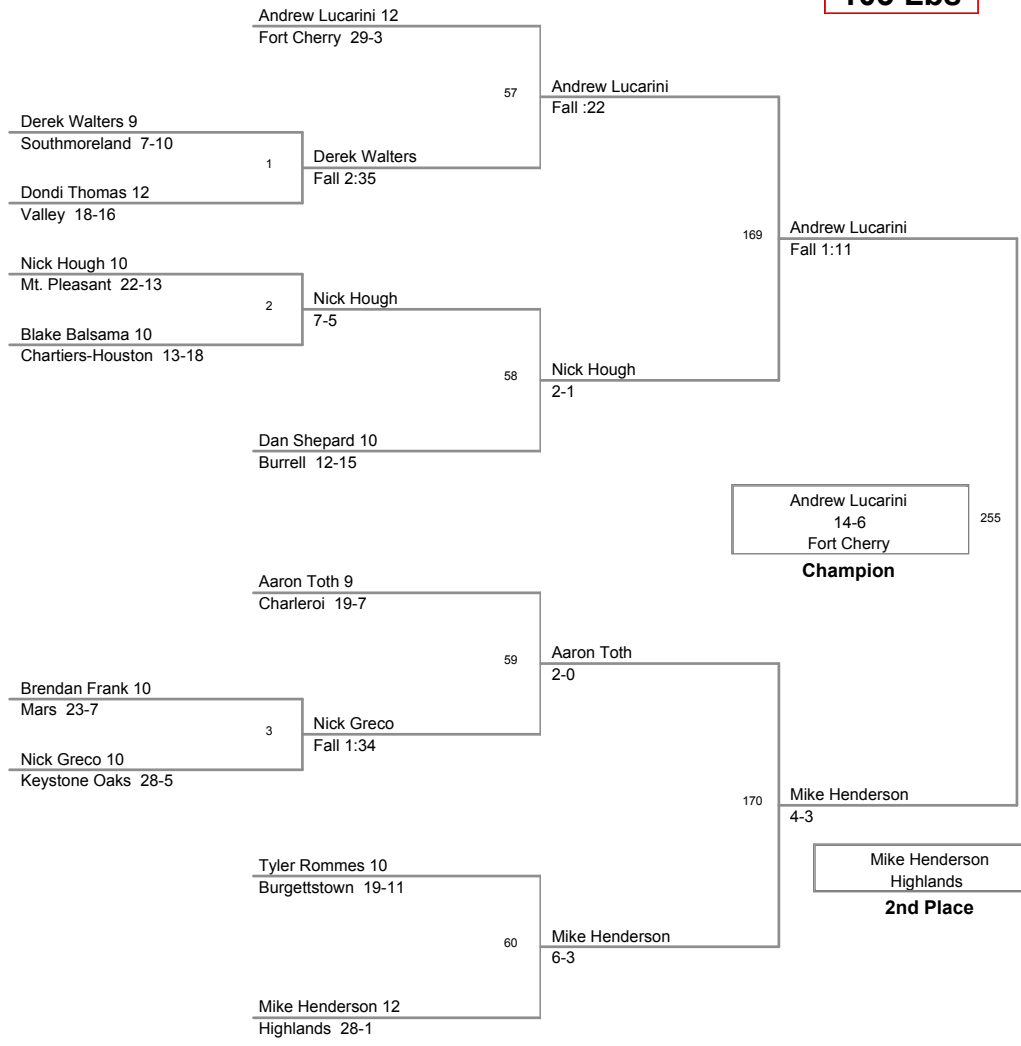 103 Lbs
Andrew Lucarini 12
Fort Cherry 29-3
57
Andrew Lucarini
Fall :22
Derek Walters 9
Southmoreland 7-10
1
Derek Walters
Fall 2:35
Dondi Thomas 12
Valley 18-16
169
Andrew Lucarini
Fall 1:11
Nick Hough 10
Mt. Pleasant 22-13
2
Nick Hough
7-5
Blake Balsama 10
Chartiers-Houston 13-18
58
Nick Hough
2-1
Dan Shepard 10
Burrell 12-15
Andrew Lucarini
14-6
Fort Cherry
255
Champion
Aaron Toth 9
Charleroi 19-7
59
Aaron Toth
2-0
Brendan Frank 10
Mars 23-7
3
Nick Greco
Fall 1:34
Nick Greco 10
Keystone Oaks 28-5
170
Mike Henderson
4-3
Mike Henderson
Highlands
2nd Place
Tyler Rommes 10
Burgettstown 19-11
60
Mike Henderson
6-3
Mike Henderson 12
Highlands 28-1